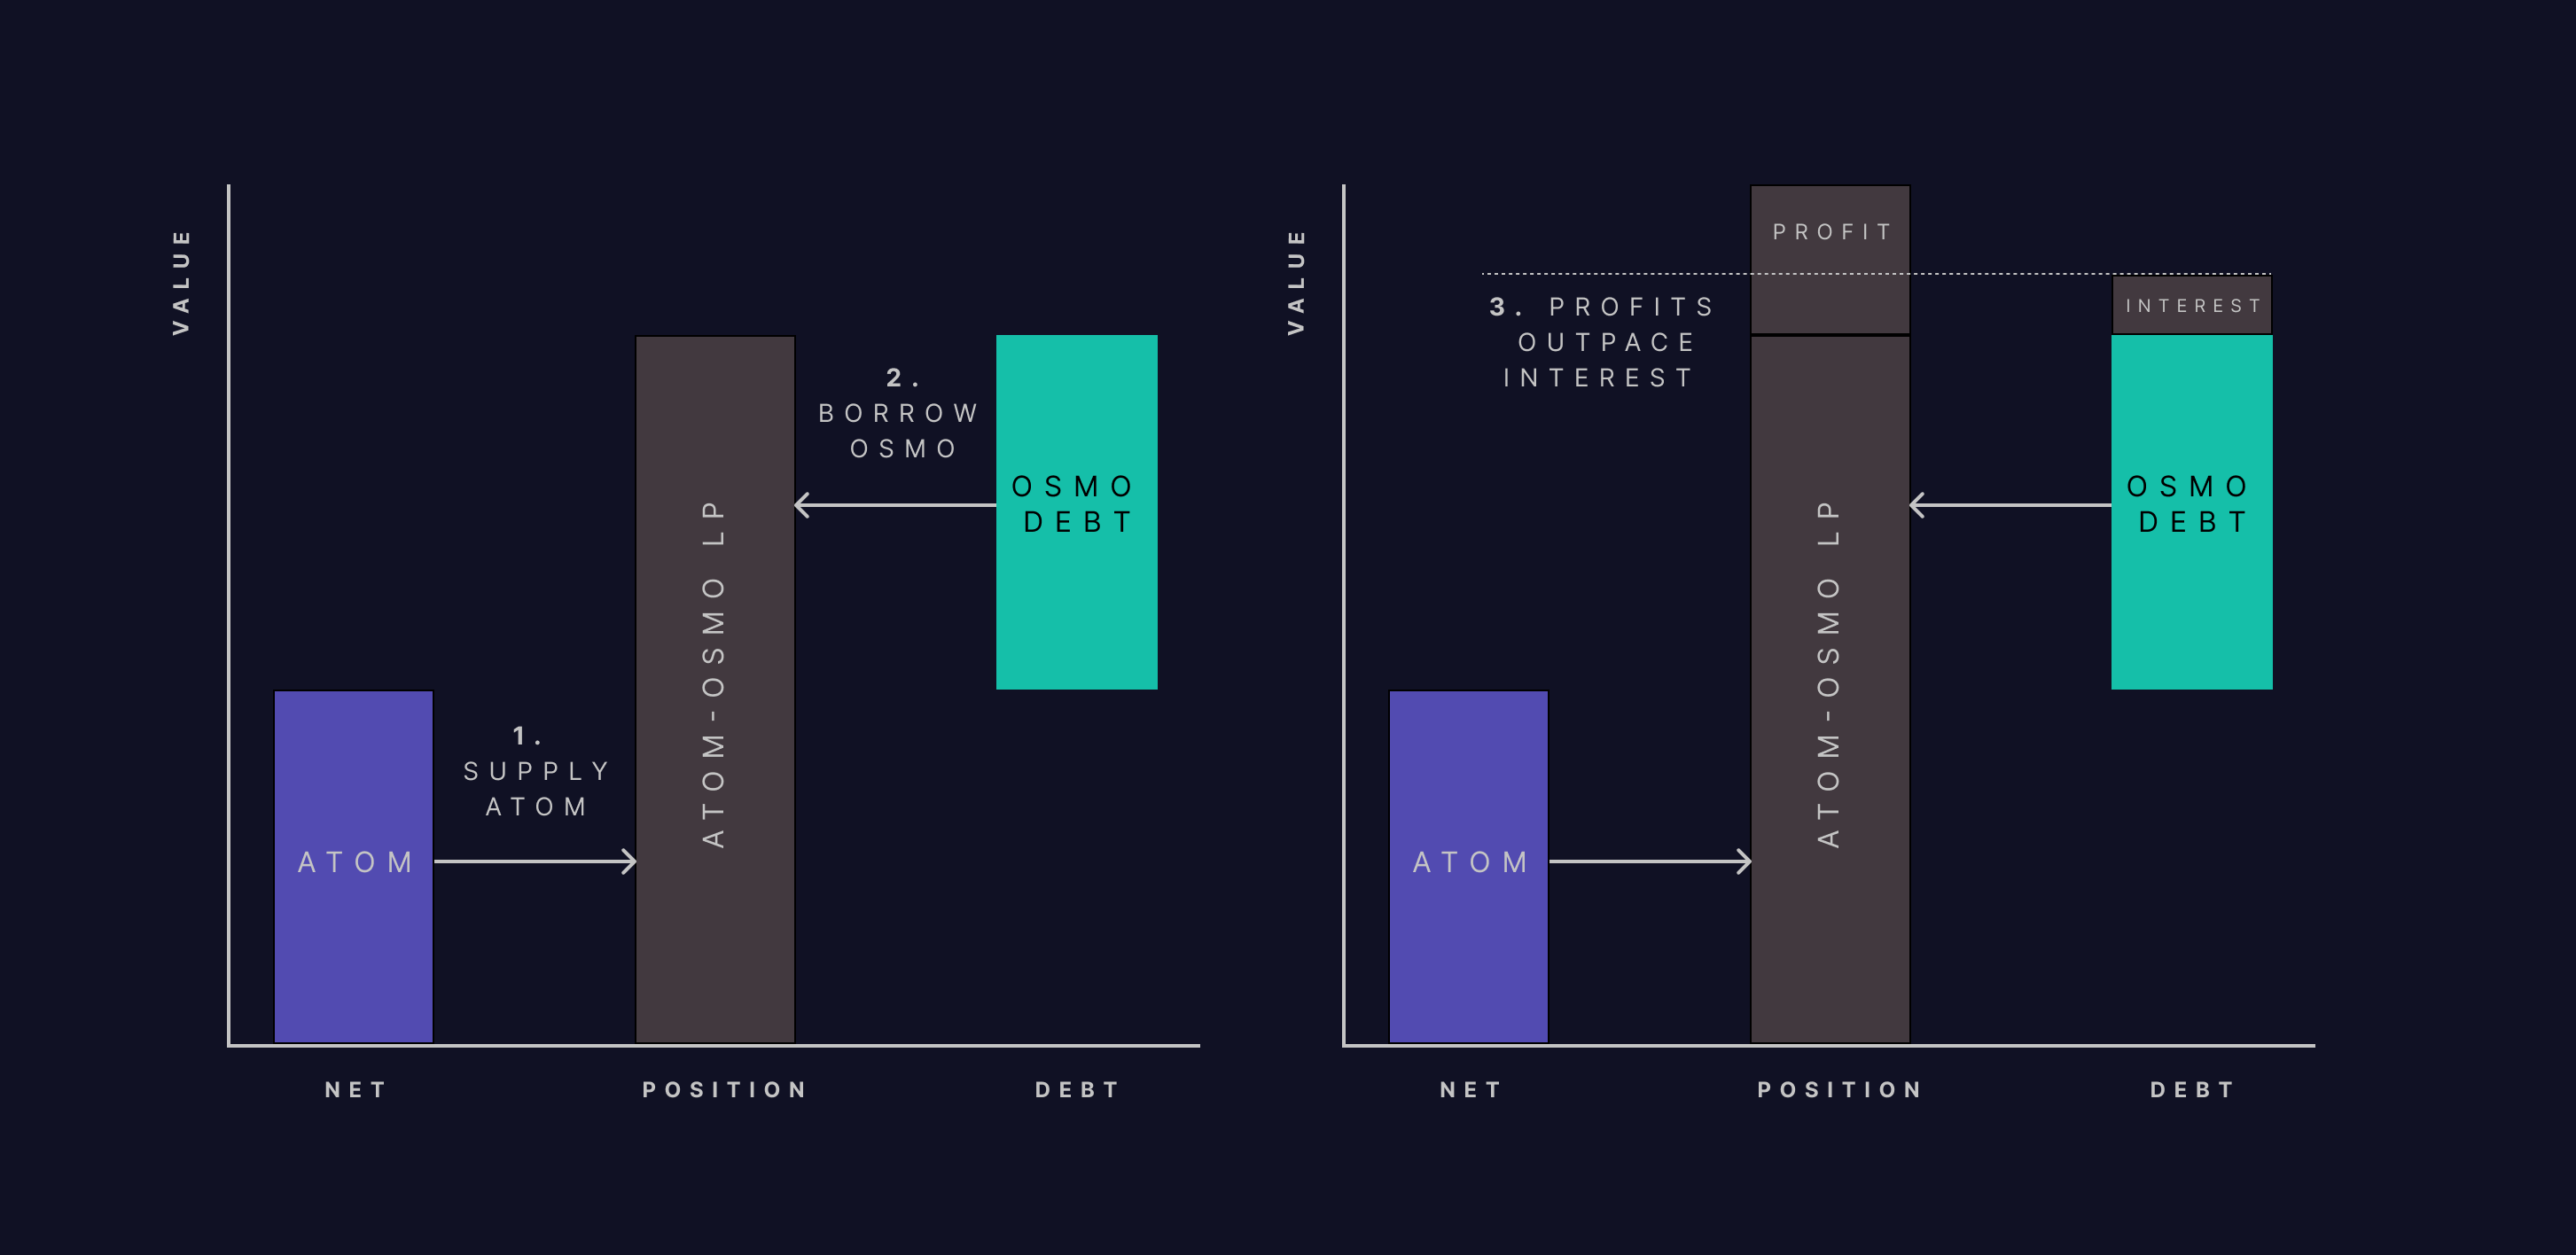 VALUE
2.
BORROW
OSMO
OSMO
DEBT
ATOM-OSMO LP
1.
SUPPLY
ATOM
ATOM
NET
POSITION
DEBT
VALUE
PROFIT
3. PROFITS
OUTPACE
INTEREST
INTEREST
OSMO
DEBT
ATOM-OSMO LP
ATOM
NET
POSITION
DEBT